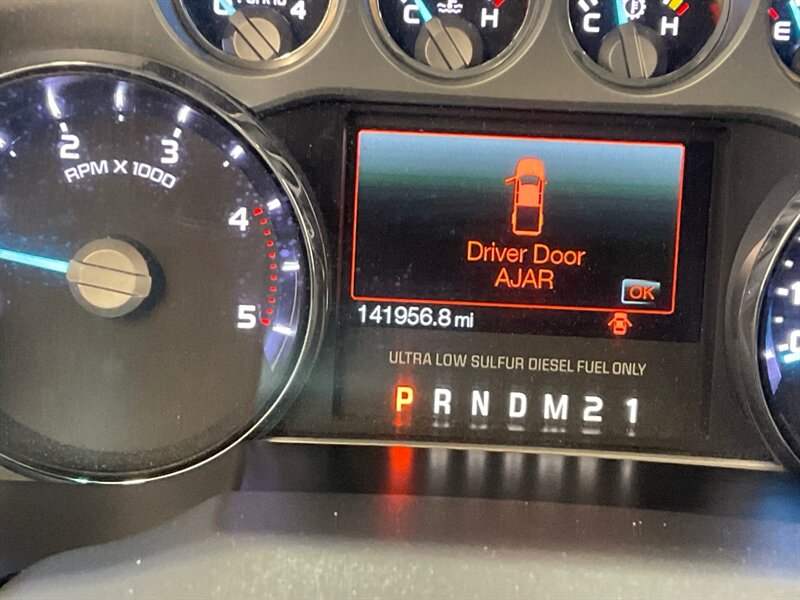 4
C H
C H
E
2 3
RPM X 1000
4
5
Driver Door
AJAR
OK
141956.8 mi
ULTRA LOW SULFUR DIESEL FUEL ONLY
P R N D M 2 1